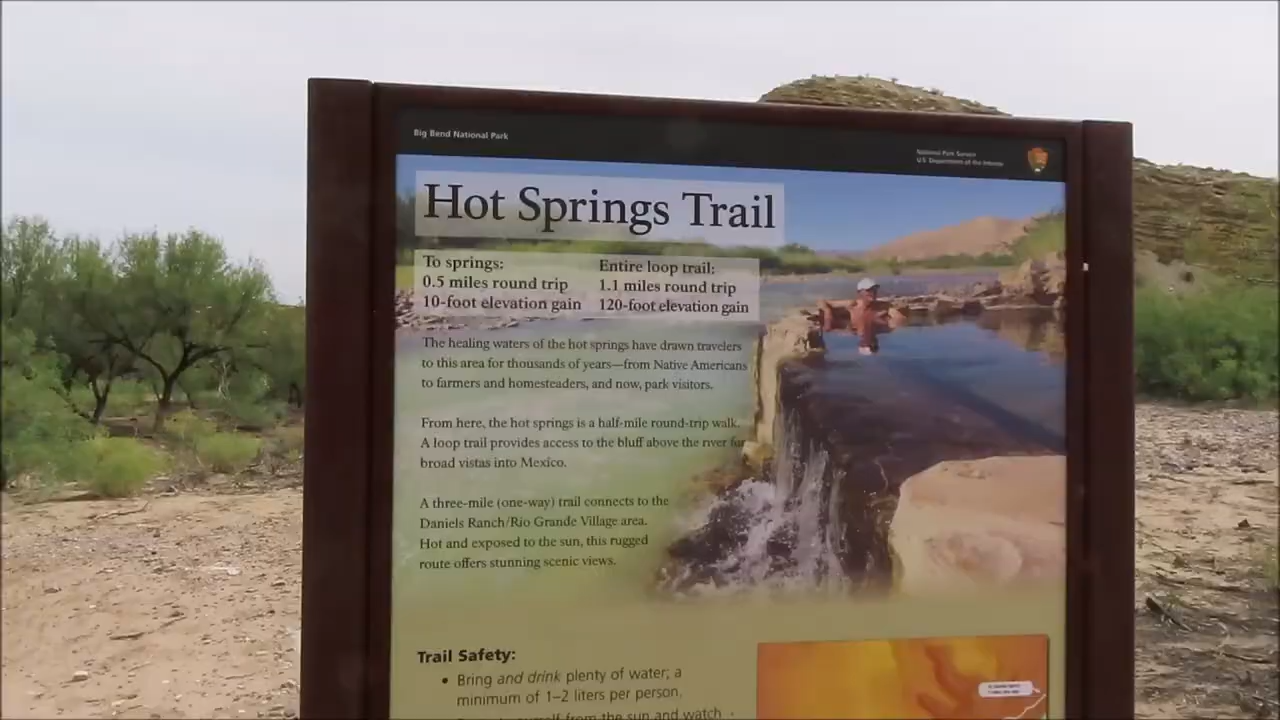 Big Bend National Park
National Park Service
U.S. Department of the Interior
Hot Springs Trail
To springs:
0.5 miles round trip
10-foot elevation gain
Entire loop trail:
1.1 miles round trip
120-foot elevation gain
The healing waters of the hot springs have drawn travelers
to this area for thousands of years—from Native Americans
to farmers and homesteaders, and now, park visitors.
From here, the hot springs is a half-mile round-trip walk.
A loop trail provides access to the bluff above the river for
broad vistas into Mexico.
A three-mile (one-way) trail connects to the
Daniels Ranch/Rio Grande Village area.
Hot and exposed to the sun, this rugged
route offers stunning scenic views.
Trail Safety:
• Bring and drink plenty of water; a
minimum of 1–2 liters per person.
from the sun and watch